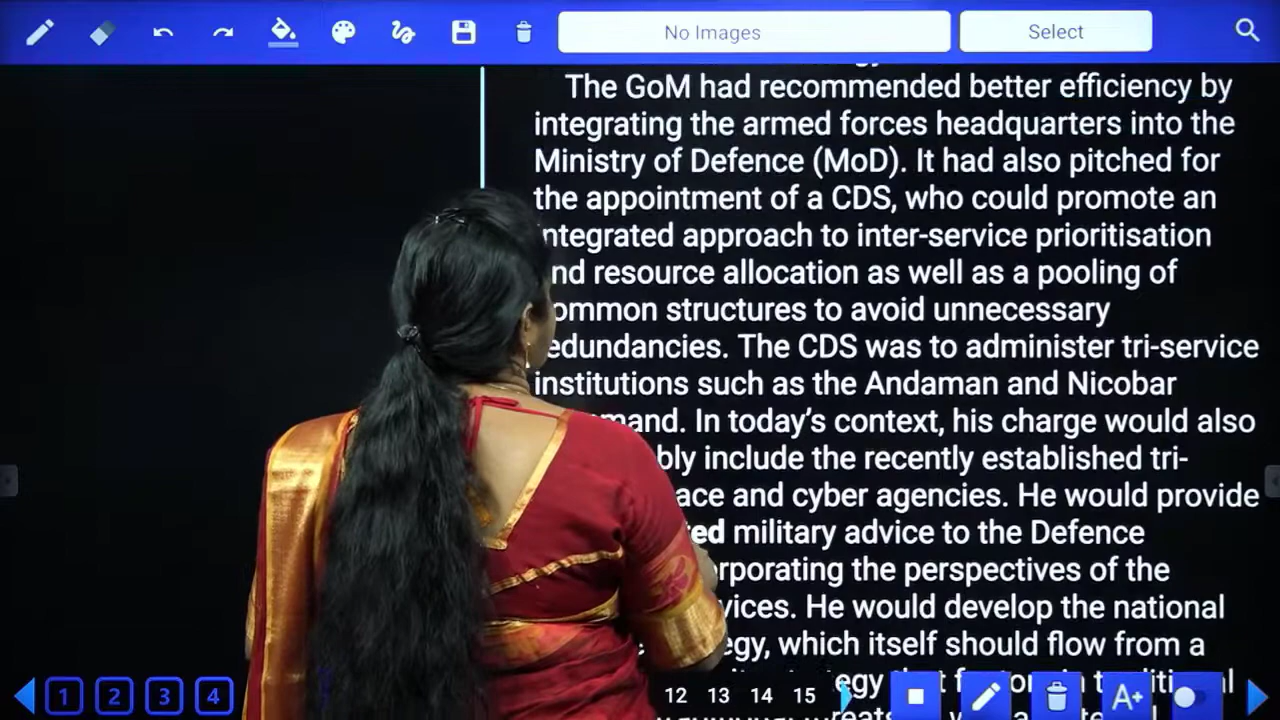 No Images
Select
The GoM had recommended better efficiency by
integrating the armed forces headquarters into the
Ministry of Defence (MoD). It had also pitched for
the appointment of a CDS, who could promote an
integrated approach to inter-service prioritisation
and resource allocation as well as a pooling of
common structures to avoid unnecessary
redundancies. The CDS was to administer tri-service
institutions such as the Andaman and Nicobar
mand. In today's context, his charge would also
bly include the recently established tri-
ace and cyber agencies. He would provide
ed military advice to the Defence
rporating the perspectives of the
vices. He would develop the national
egy, which itself should flow from a
1 2 3 4 12 13 14 15 A+